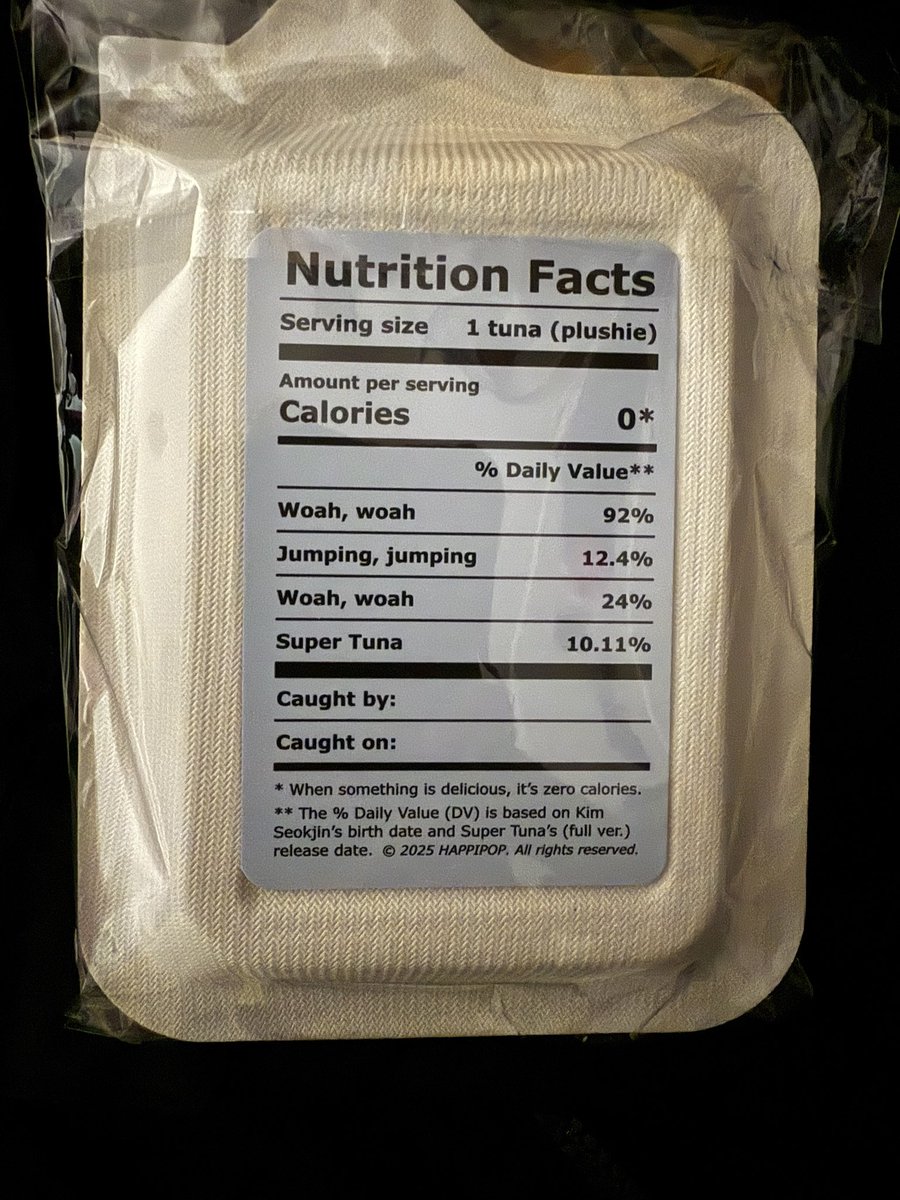 Nutrition Facts
Serving size 1 tuna (plushie)
Amount per serving
Calories 0*
% Daily Value**
Woah, woah 92%
Jumping, jumping 12.4%
Woah, woah 24%
Super Tuna 10.11%
Caught by:
Caught on:
* When something is delicious, it's zero calories.
** The % Daily Value (DV) is based on Kim
Seokjin's birth date and Super Tuna's (full ver.)
release date. © 2025 HAPPIPOP. All rights reserved.